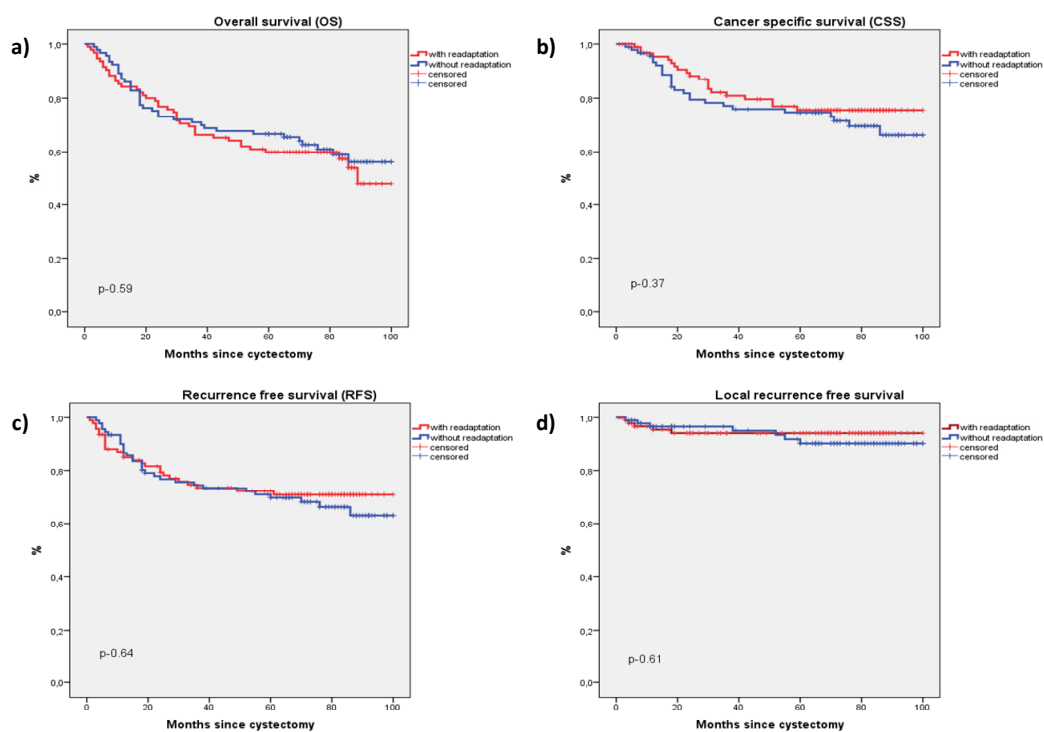 a)
Overall survival (OS)
with readaptation
without readaptation
censored
censored
1,0
0,8
0,6
0,4
0,2
0,0
%
p-0.59
0 20 40 60 80 100
Months since cyctectomy
b)
Cancer specific survival (CSS)
with readaptation
without readaptation
censored
censored
1,0
0,8
0,6
0,4
0,2
0,0
%
p-0.37
0 20 40 60 80 100
Months since cyctectomy
c)
Recurrence free survival (RFS)
with readaptation
without readaptation
censored
censored
1,0
0,8
0,6
0,4
0,2
0,0
%
p-0.64
0 20 40 60 80 100
Months since cyctectomy
d)
Local recurrence free survival
with readaptation
without readaptation
censored
censored
1,0
0,8
0,6
0,4
0,2
0,0
%
p-0.61
0 20 40 60 80 100
Months since cyctectomy